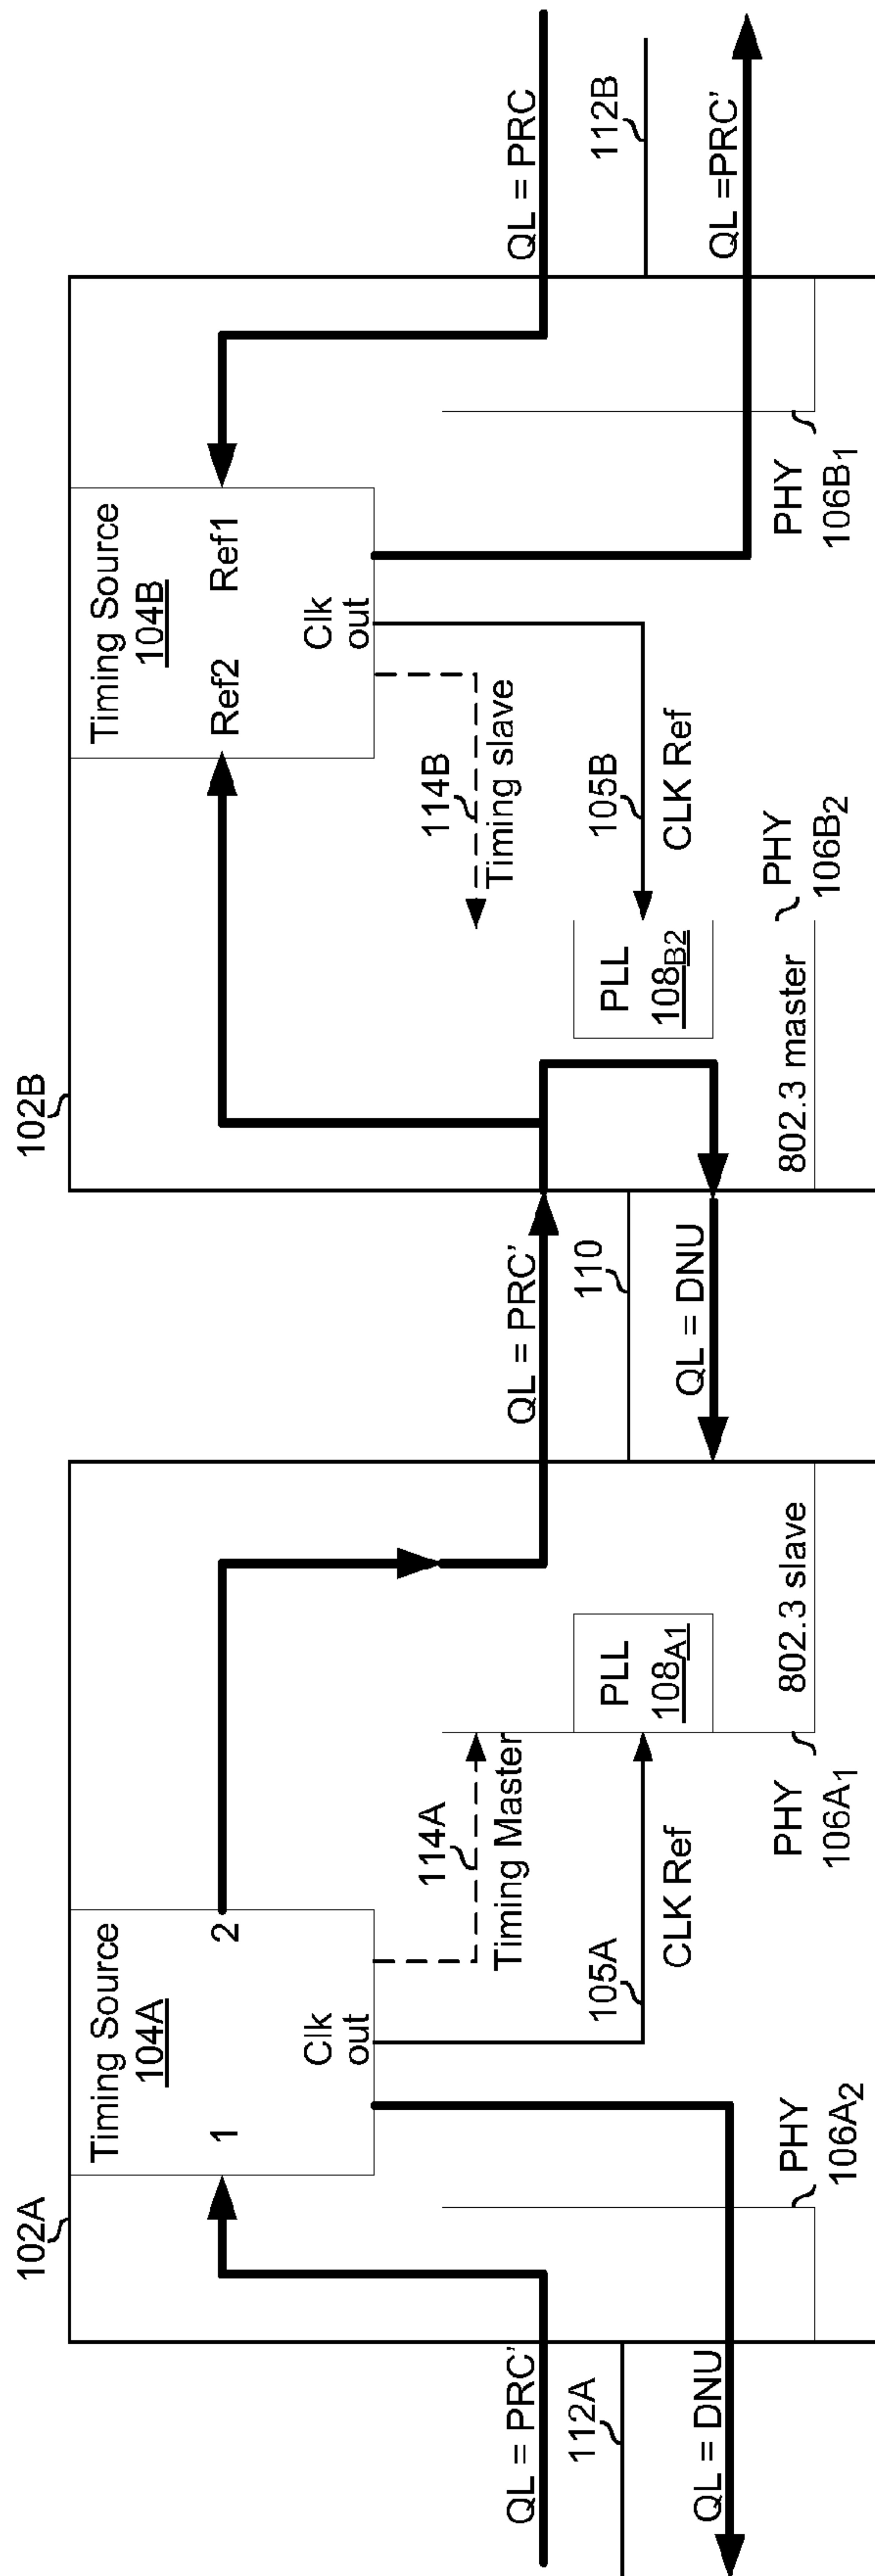 102A
Timing Source
104A
1
2
Clk
out
114A
Timing Master
105A
CLK Ref
PLL
108A1
802.3 slave
PHY
106A2
PHY
106A1
QL = PRC'
112A
QL = DNU
QL = PRC'
110
QL = DNU
102B
Timing Source
104B
Ref2
Ref1
Clk
out
114B
Timing slave
105B
CLK Ref
PLL
108B2
802.3 master
PHY
106B2
PHY
106B1
QL = PRC
112B
QL =PRC'